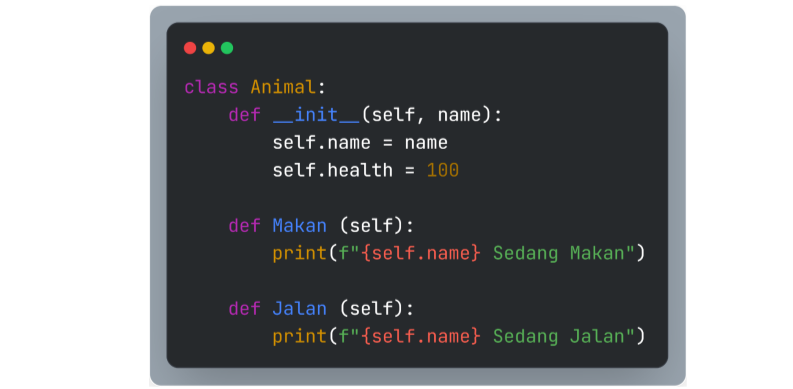 class Animal:
    def __init__(self, name):
        self.name = name
        self.health = 100
    def Makan (self):
        print(f"{self.name} Sedang Makan")
    def Jalan (self):
        print(f"{self.name} Sedang Jalan")